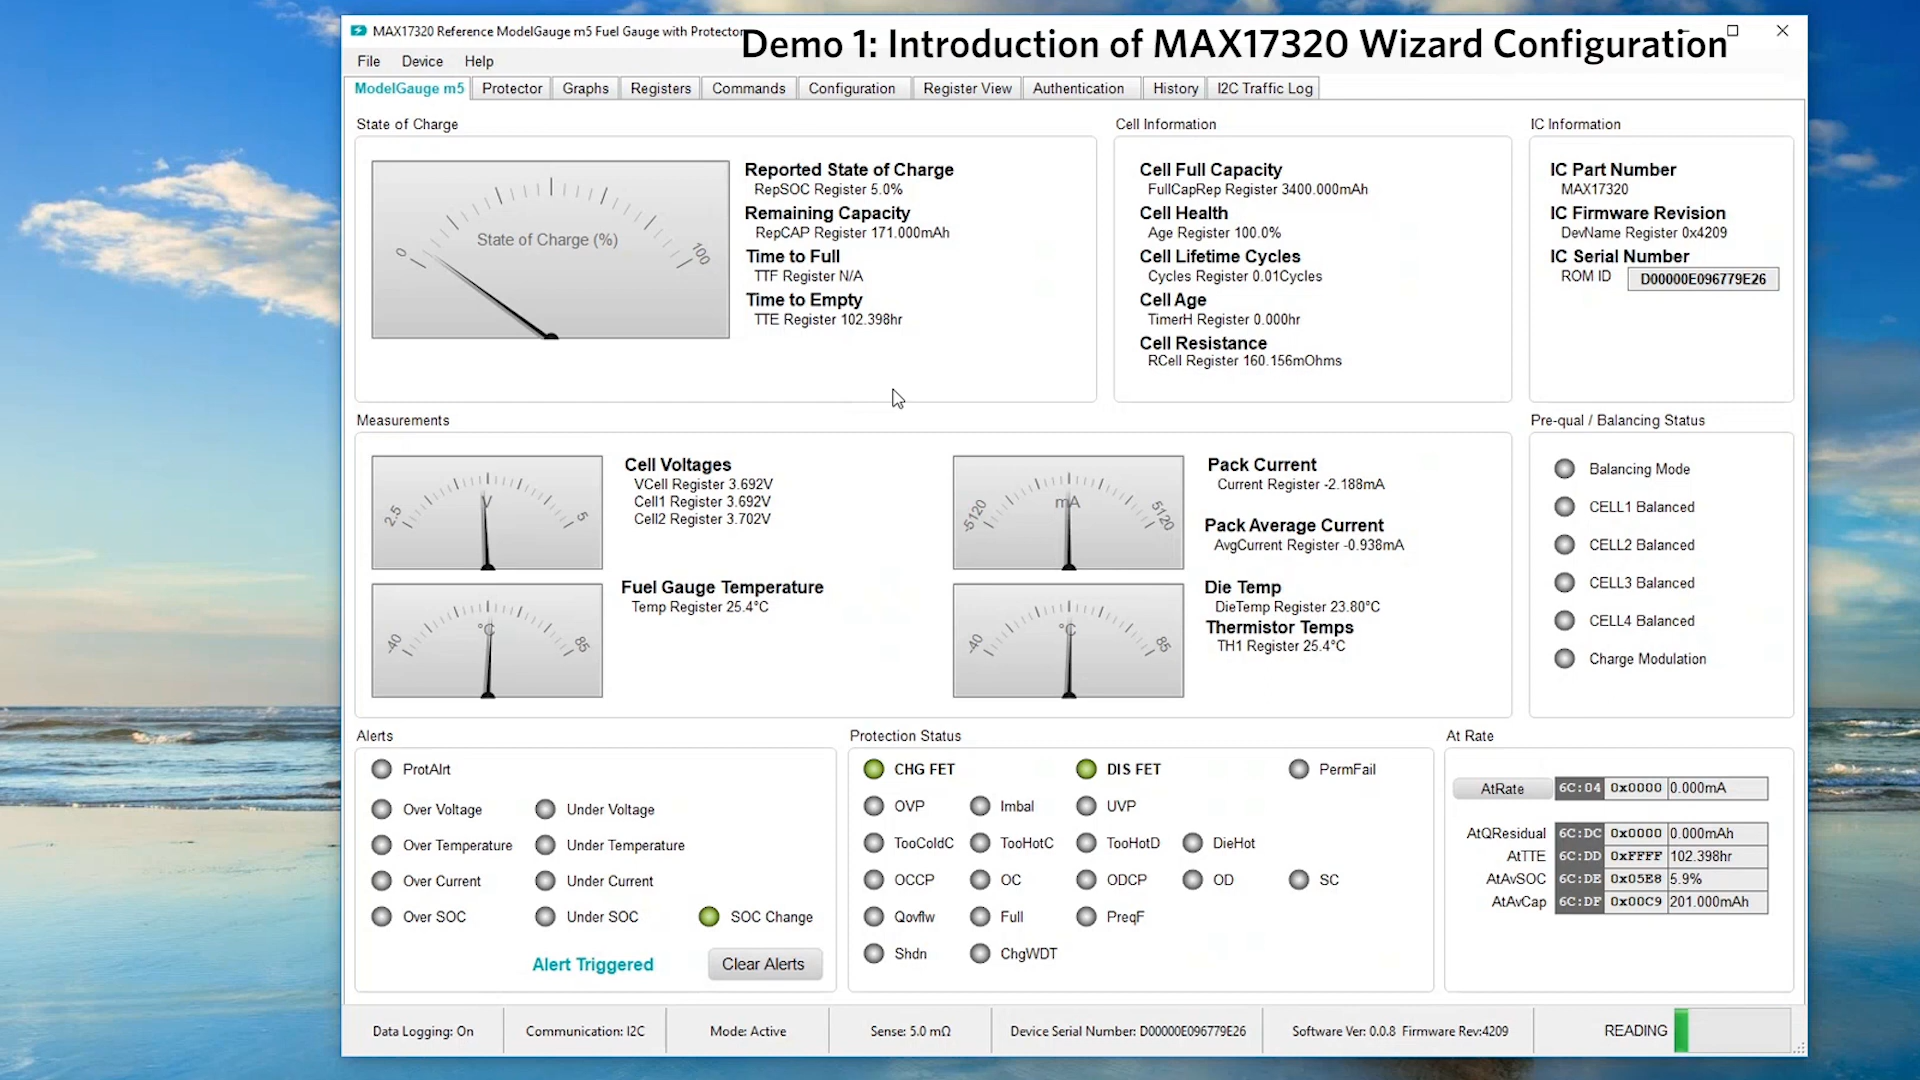 MAX17320 Reference ModelGauge m5 Fuel Gauge with Protector
Demo 1: Introduction of MAX17320 Wizard Configuration
File Device Help
ModelGauge m5 Protector Graphs Registers Commands Configuration Register View Authentication History I2C Traffic Log
State of Charge
0
100
State of Charge (%)
Reported State of Charge
RepSOC Register 5.0%
Remaining Capacity
RepCAP Register 171.000mAh
Time to Full
TTF Register N/A
Time to Empty
TTE Register 102.398hr
Cell Information
Cell Full Capacity
FullCapRep Register 3400.000mAh
Cell Health
Age Register 100.0%
Cell Lifetime Cycles
Cycles Register 0.01Cycles
Cell Age
TimerH Register 0.000hr
Cell Resistance
RCell Register 160.156mOhms
IC Information
IC Part Number
MAX17320
IC Firmware Revision
DevName Register 0x4209
IC Serial Number
ROM ID D00000E096779E26
Measurements
2.5
V
5
Cell Voltages
VCell Register 3.692V
Cell1 Register 3.692V
Cell2 Register 3.702V
-5120
mA
5120
Pack Current
Current Register -2.188mA
Pack Average Current
AvgCurrent Register -0.938mA
-40
°C
85
Fuel Gauge Temperature
Temp Register 25.4°C
-40
°C
85
Die Temp
DieTemp Register 23.80°C
Thermistor Temps
TH1 Register 25.4°C
Pre-qual / Balancing Status
Balancing Mode
CELL1 Balanced
CELL2 Balanced
CELL3 Balanced
CELL4 Balanced
Charge Modulation
Alerts
ProtAlrt
Over Voltage Under Voltage
Over Temperature Under Temperature
Over Current Under Current
Over SOC Under SOC SOC Change
Alert Triggered Clear Alerts
Protection Status
CHG FET DIS FET PermFail
OVP Imbal UVP
TooColdC TooHotC TooHotD DieHot
OCCP OC ODCP OD SC
Qovflw Full PreqF
Shdn ChgWDT
At Rate
AtRate 6C:04 0x0000 0.000mA
AtQResidual 6C:DC 0x0000 0.000mAh
AtTTE 6C:DD 0xFFFF 102.398hr
AtAvSOC 6C:DE 0x05E8 5.9%
AtAvCap 6C:DF 0x00C9 201.000mAh
Data Logging: On Communication: I2C Mode: Active Sense: 5.0 mΩ Device Serial Number: D00000E096779E26 Software Ver: 0.0.8 Firmware Rev:4209 READING